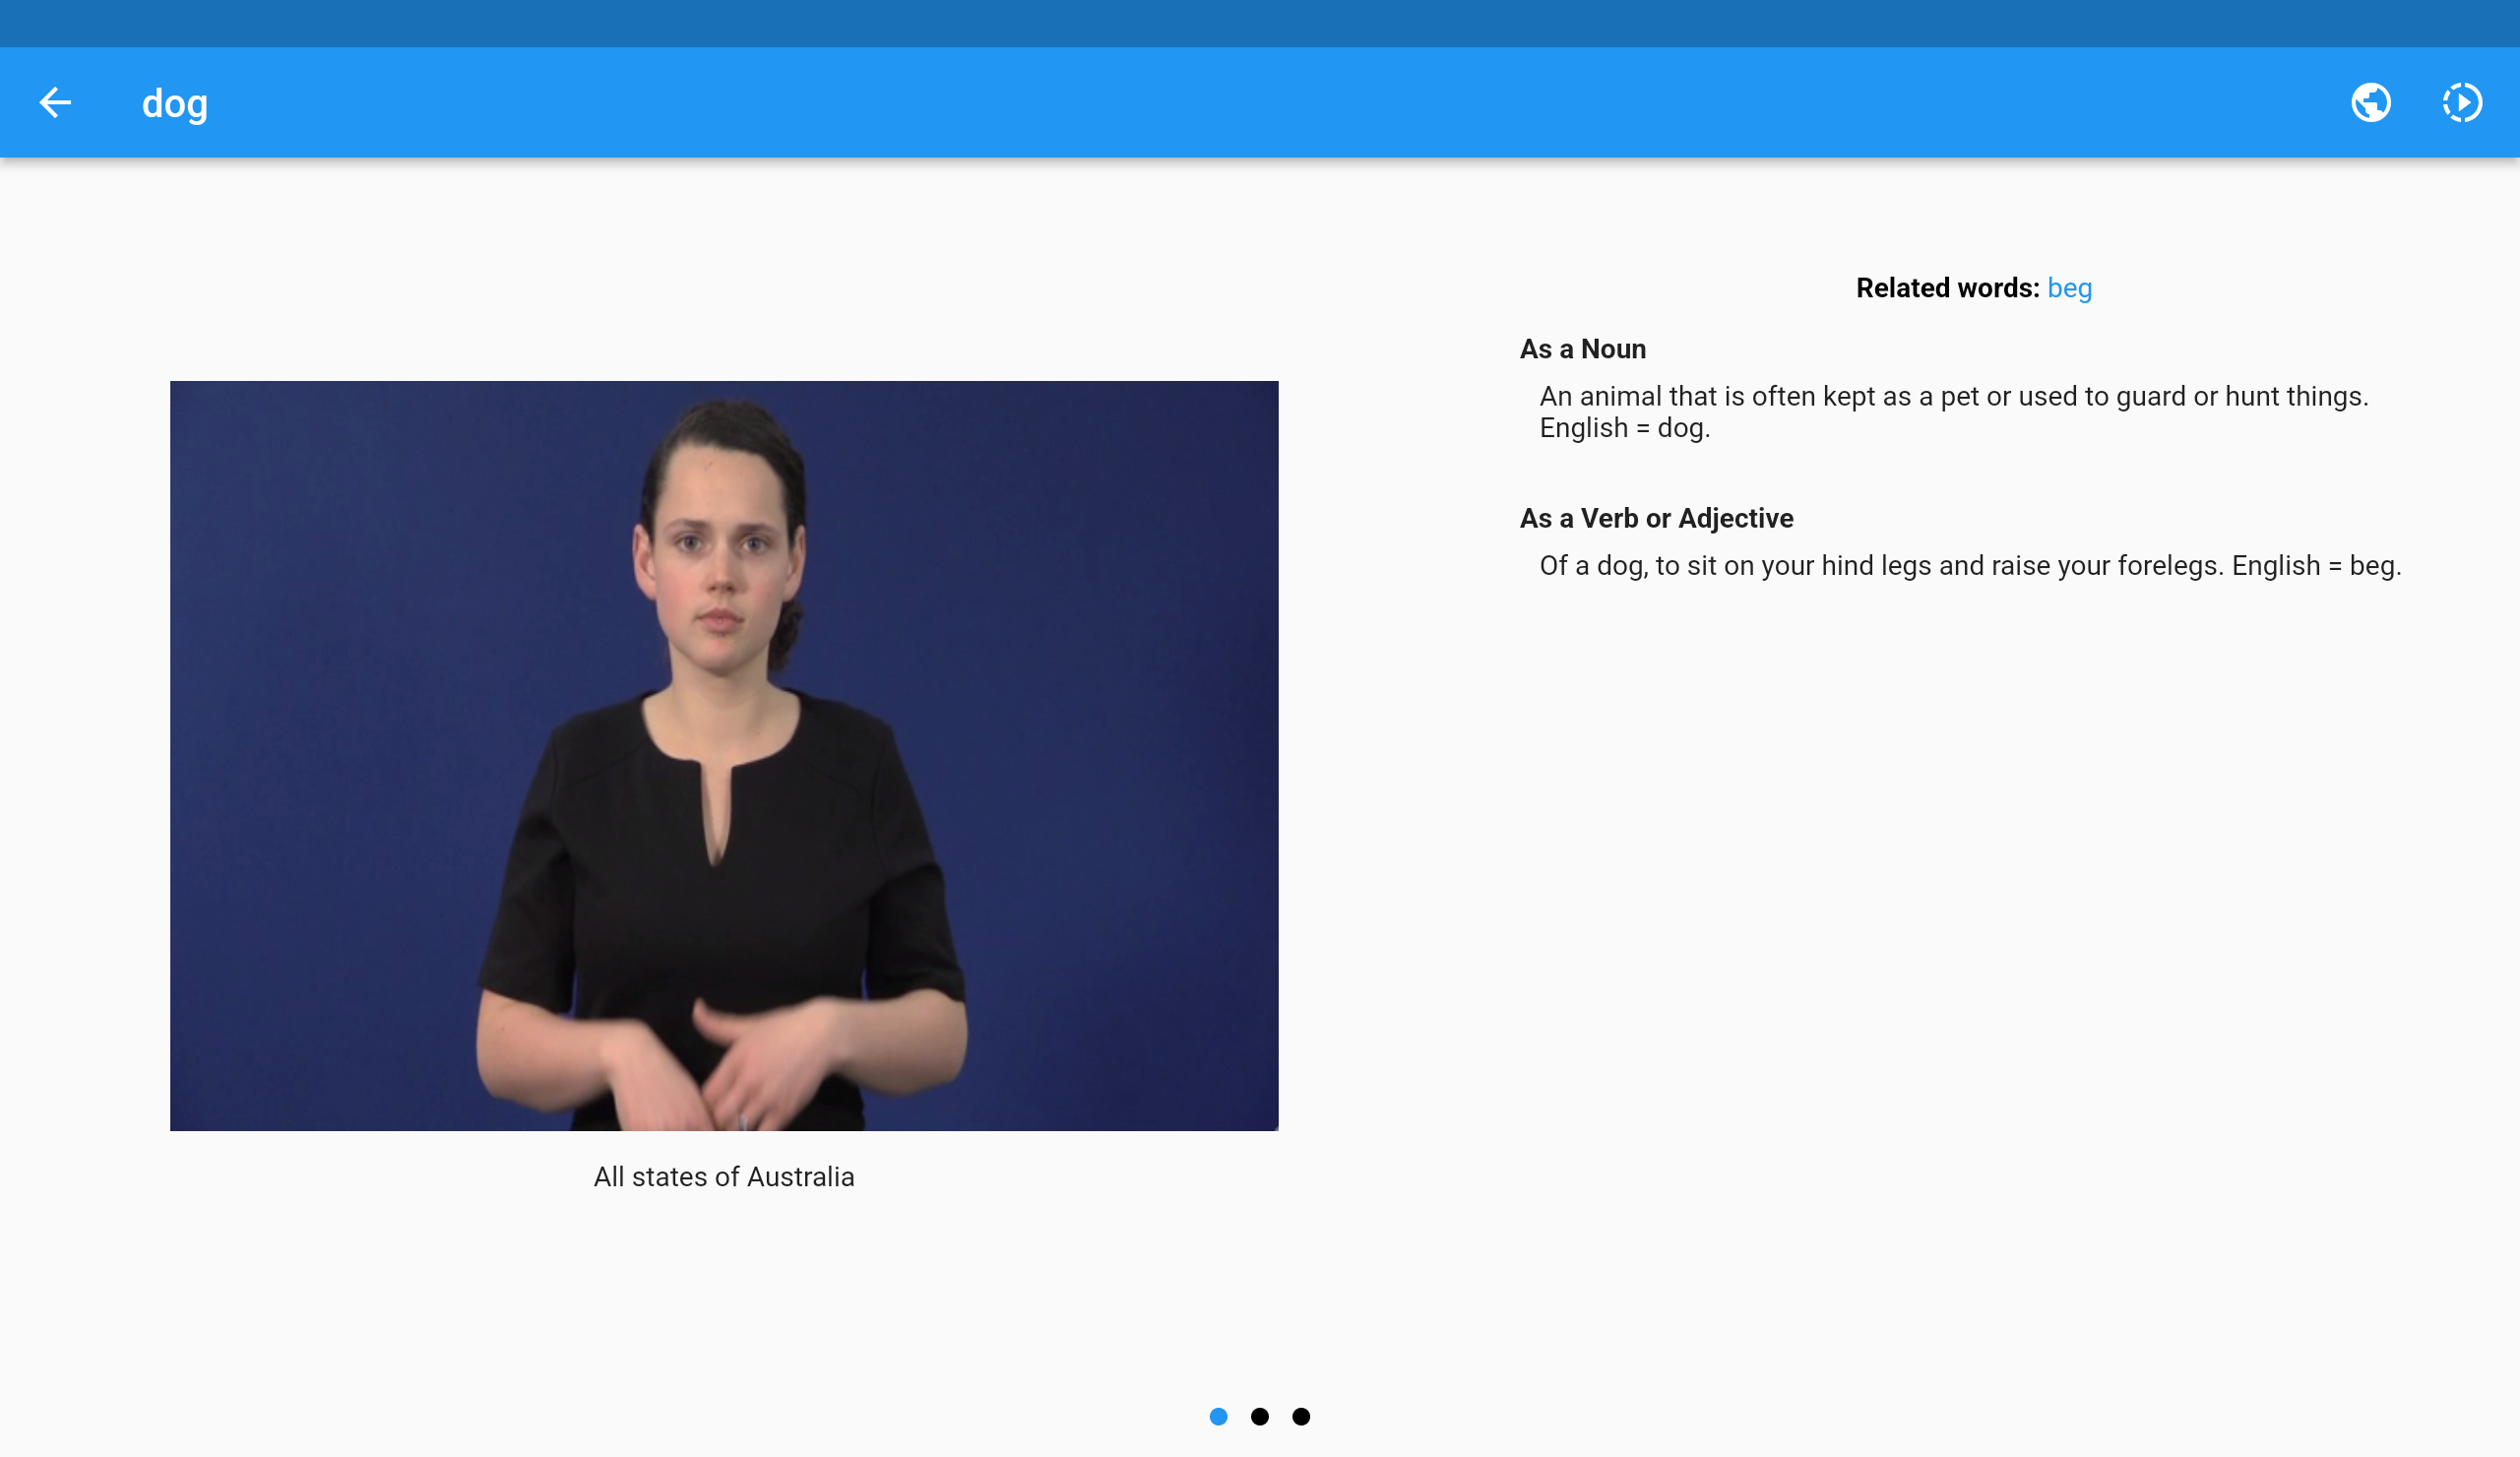 dog
Related words: beg
As a Noun
An animal that is often kept as a pet or used to guard or hunt things.
English = dog.
As a Verb or Adjective
Of a dog, to sit on your hind legs and raise your forelegs. English = beg.
All states of Australia